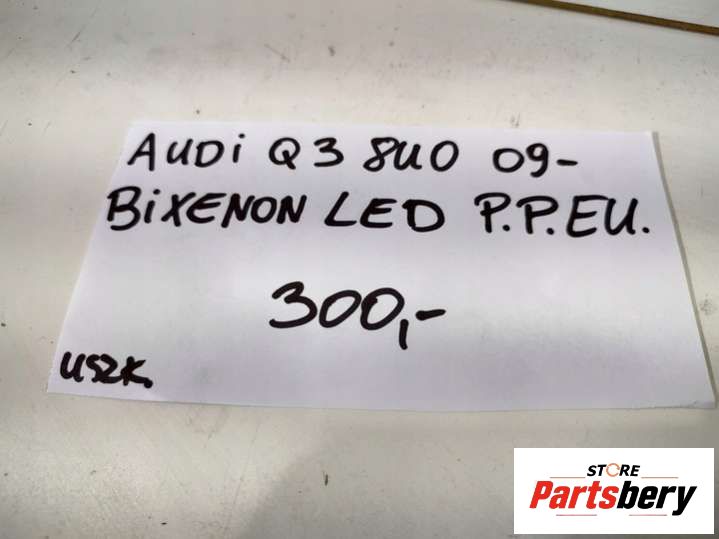 AUDi Q3 8U0 09-
BiXENON LED P.P.EU.
300,-
USZK.
STORE
Partsbery